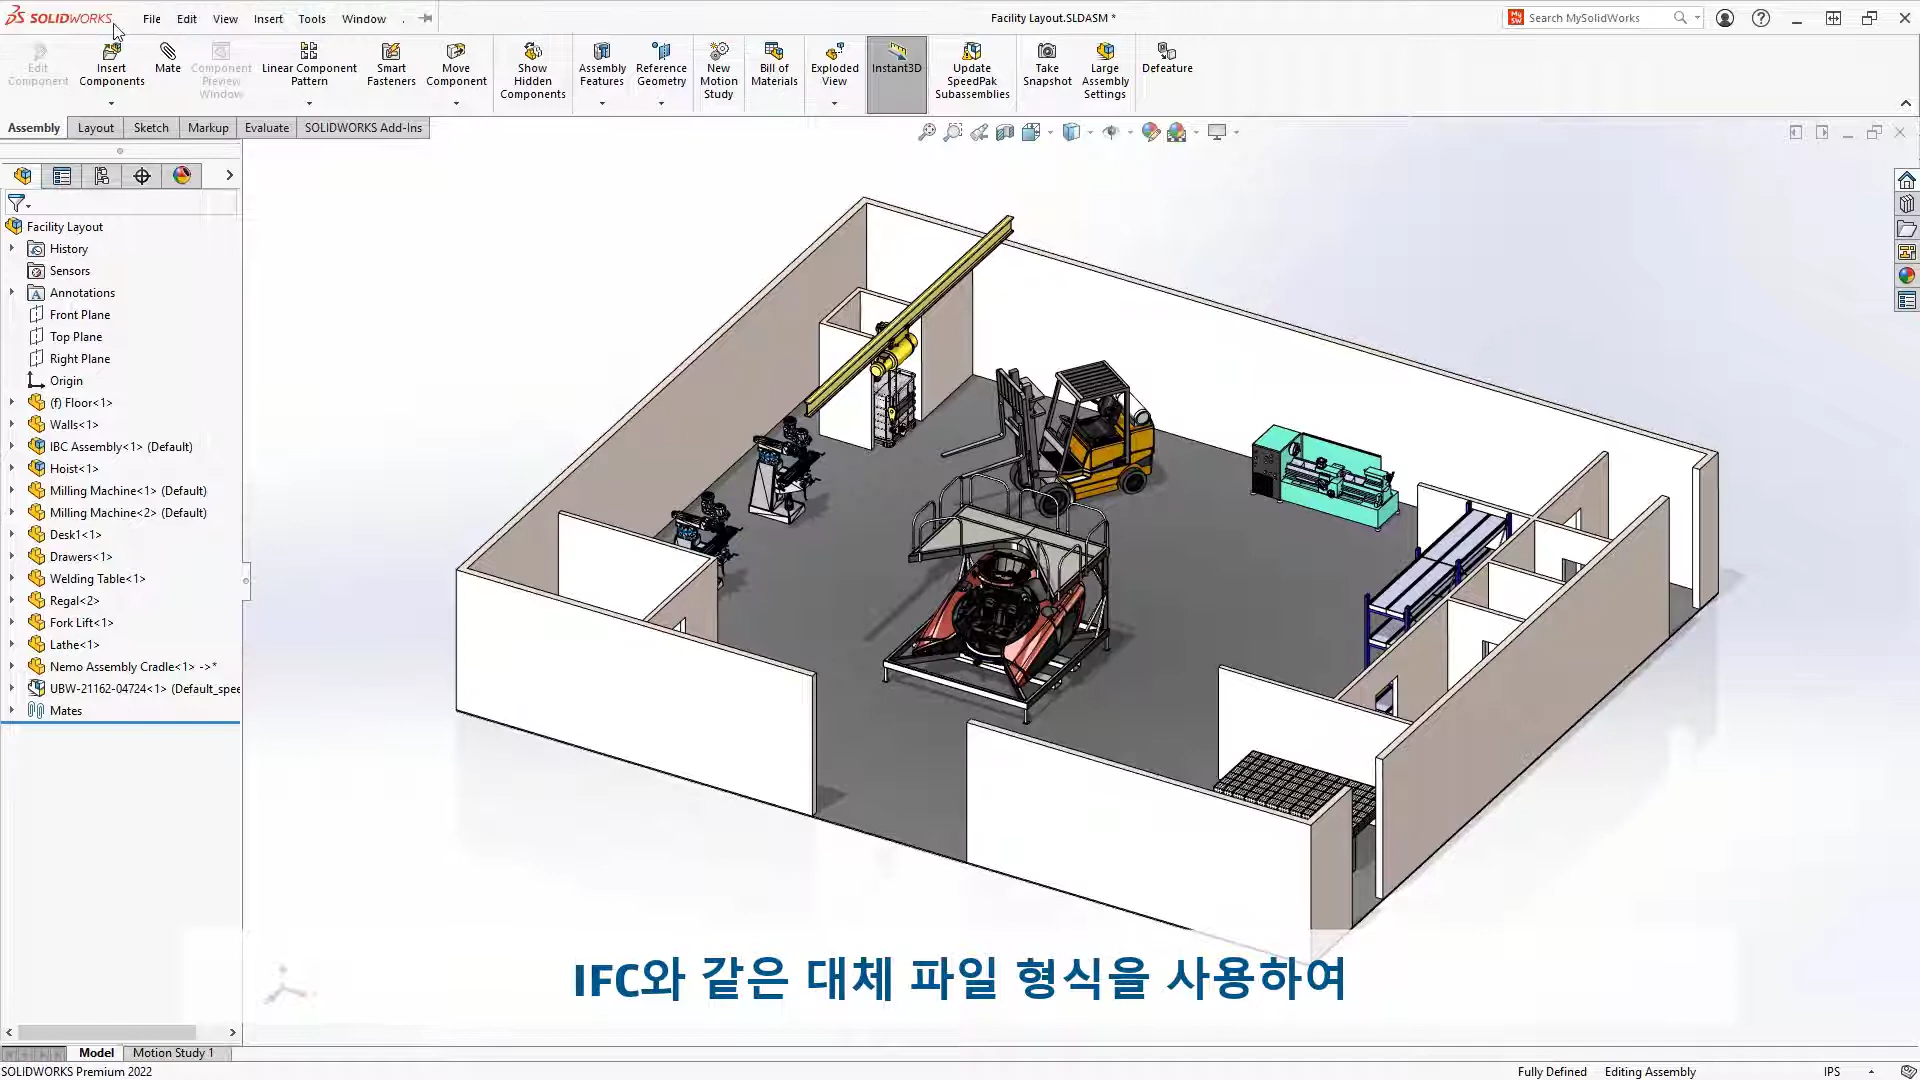 SOLIDWORKS
File Edit View Insert Tools Window .
Facility Layout.SLDASM *
Search MySolidWorks
Edit Component
Insert Components
Mate
Component Preview Window
Linear Component Pattern
Smart Fasteners
Move Component
Show Hidden Components
Assembly Features
Reference Geometry
New Motion Study
Bill of Materials
Exploded View
Instant3D
Update SpeedPak Subassemblies
Take Snapshot
Large Assembly Settings
Defeature
Assembly Layout Sketch Markup Evaluate SOLIDWORKS Add-Ins
Facility Layout
History
Sensors
Annotations
Front Plane
Top Plane
Right Plane
Origin
(f) Floor<1>
Walls<1>
IBC Assembly<1> (Default)
Hoist<1>
Milling Machine<1> (Default)
Milling Machine<2> (Default)
Desk1<1>
Drawers<1>
Welding Table<1>
Regal<2>
Fork Lift<1>
Lathe<1>
Nemo Assembly Cradle<1> ->*
UBW-21162-04724<1> (Default_spee
Mates
IFC와 같은 대체 파일 형식을 사용하여
Model Motion Study 1
SOLIDWORKS Premium 2022
Fully Defined Editing Assembly IPS